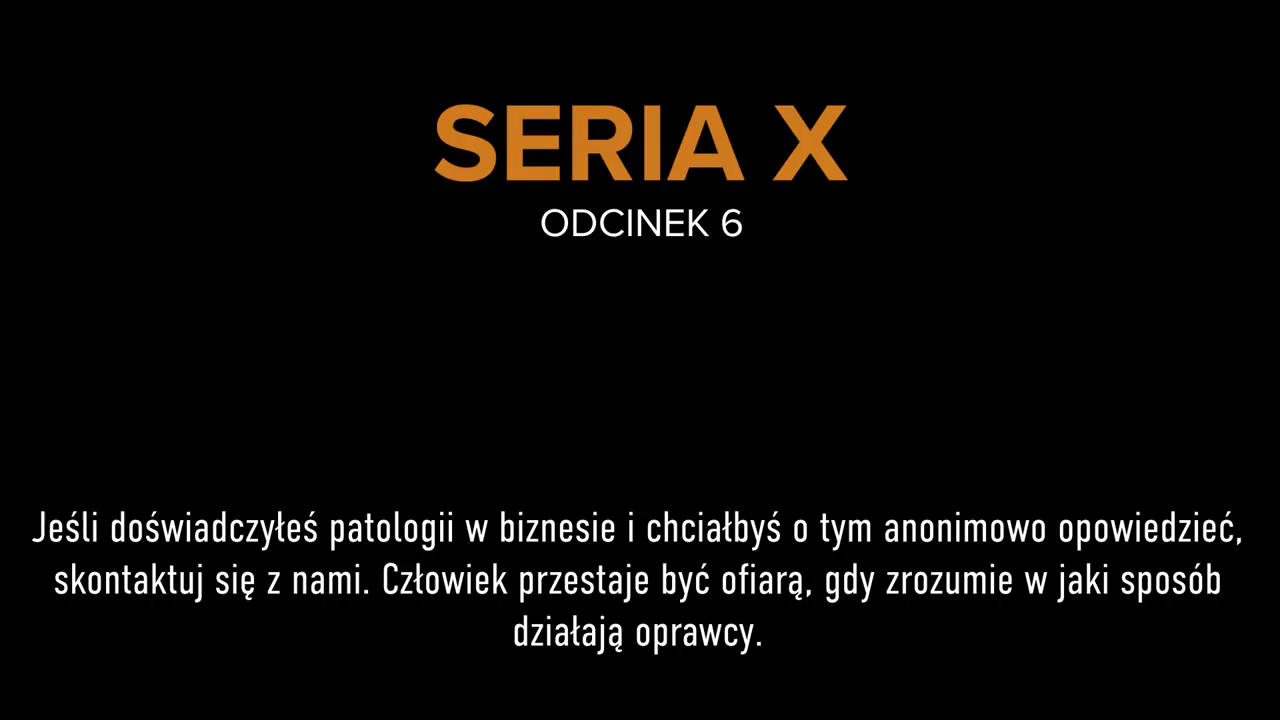 SERIA X
ODCINEK 6
Jeśli doświadczyłeś patologii w biznesie i chciałbyś o tym anonimowo opowiedzieć,
skontaktuj się z nami. Człowiek przestaje być ofiarą, gdy zrozumie w jaki sposób
działają oprawcy.